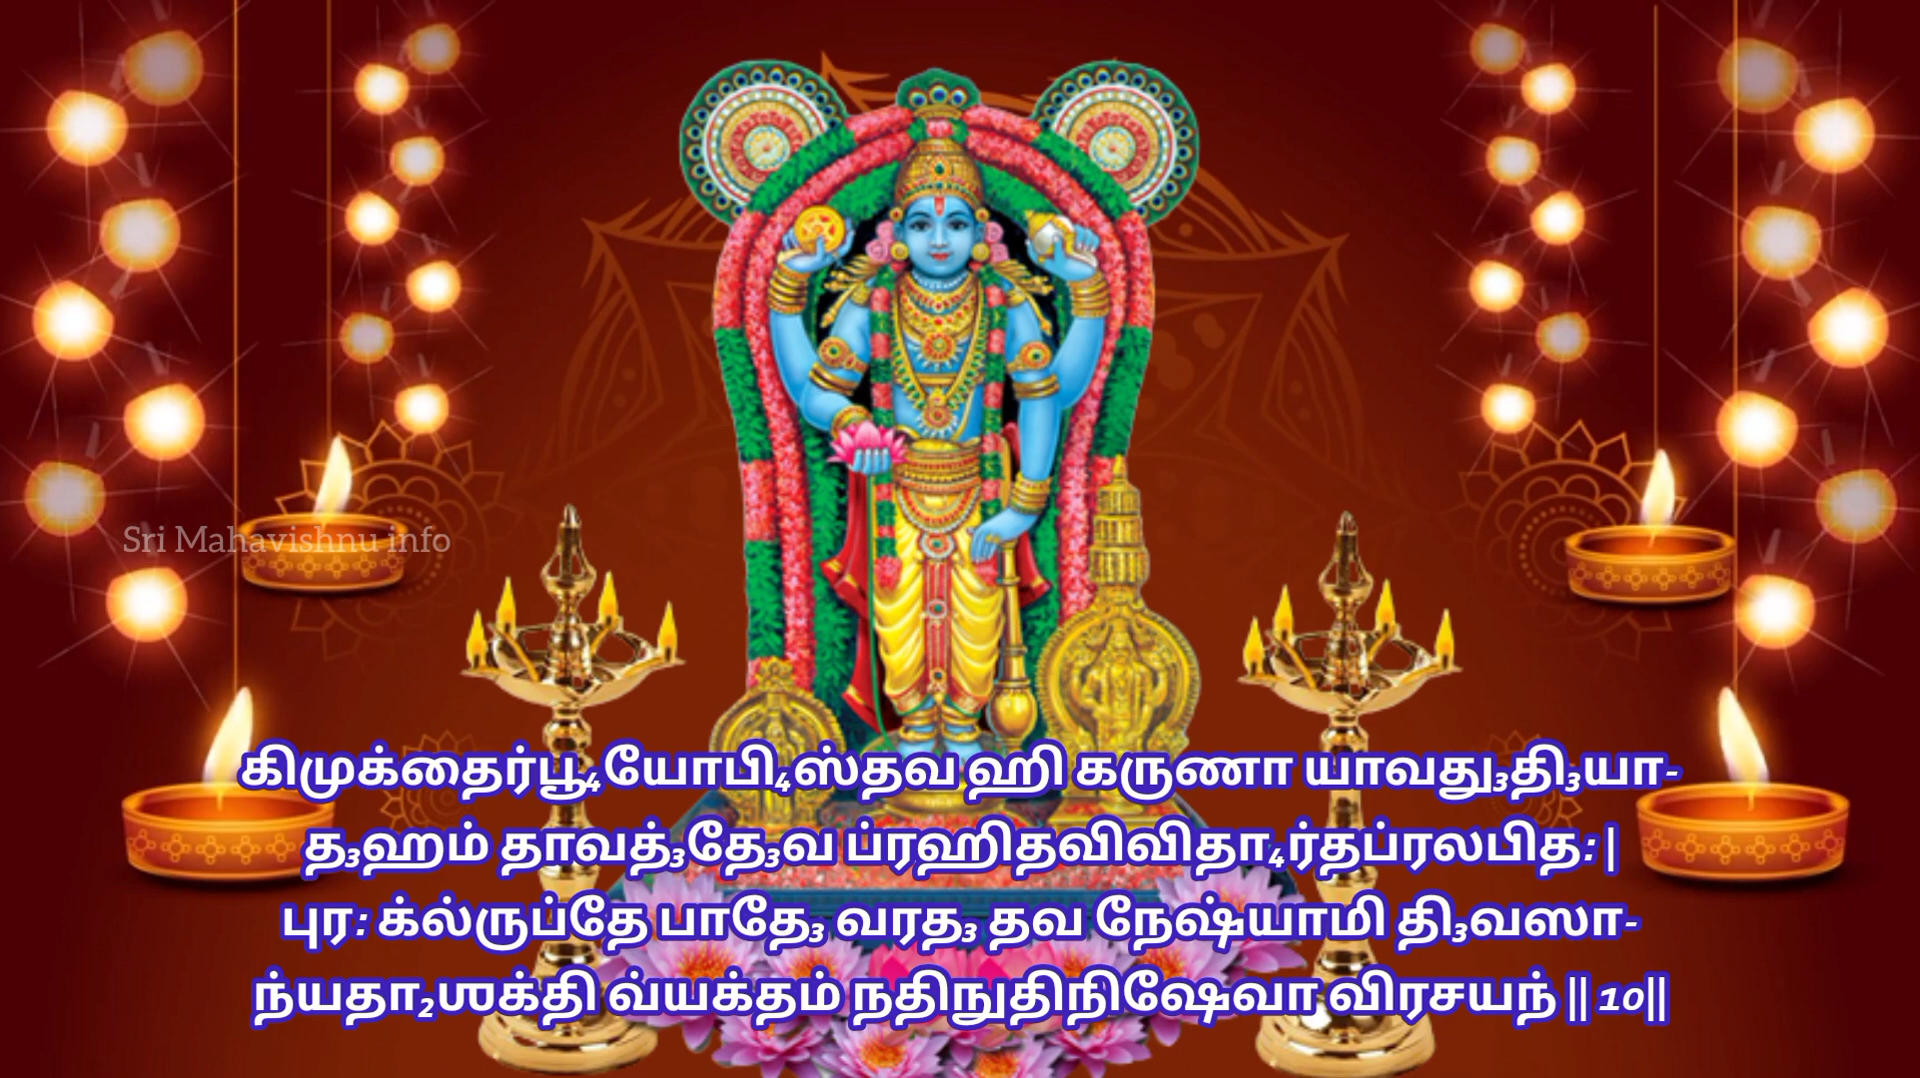 Sri Mahavishnu info
கிமுக்தைர்பூ₄யோபி₄ஸ்தவ ஹி கருணா யாவது₃தி₃யா-
த₃ஹம் தாவத்₃தே₃வ ப்ரஹிதவிவிதா₄ர்தப்ரலபித: |
புர: க்ல்ருப்தே பாதே₃ வரத₃ தவ நேஷ்யாமி தி₃வஸா-
ந்யதா₂ஶக்தி வ்யக்தம் நதிநுதிநிஷேவா விரசயந் || 10||